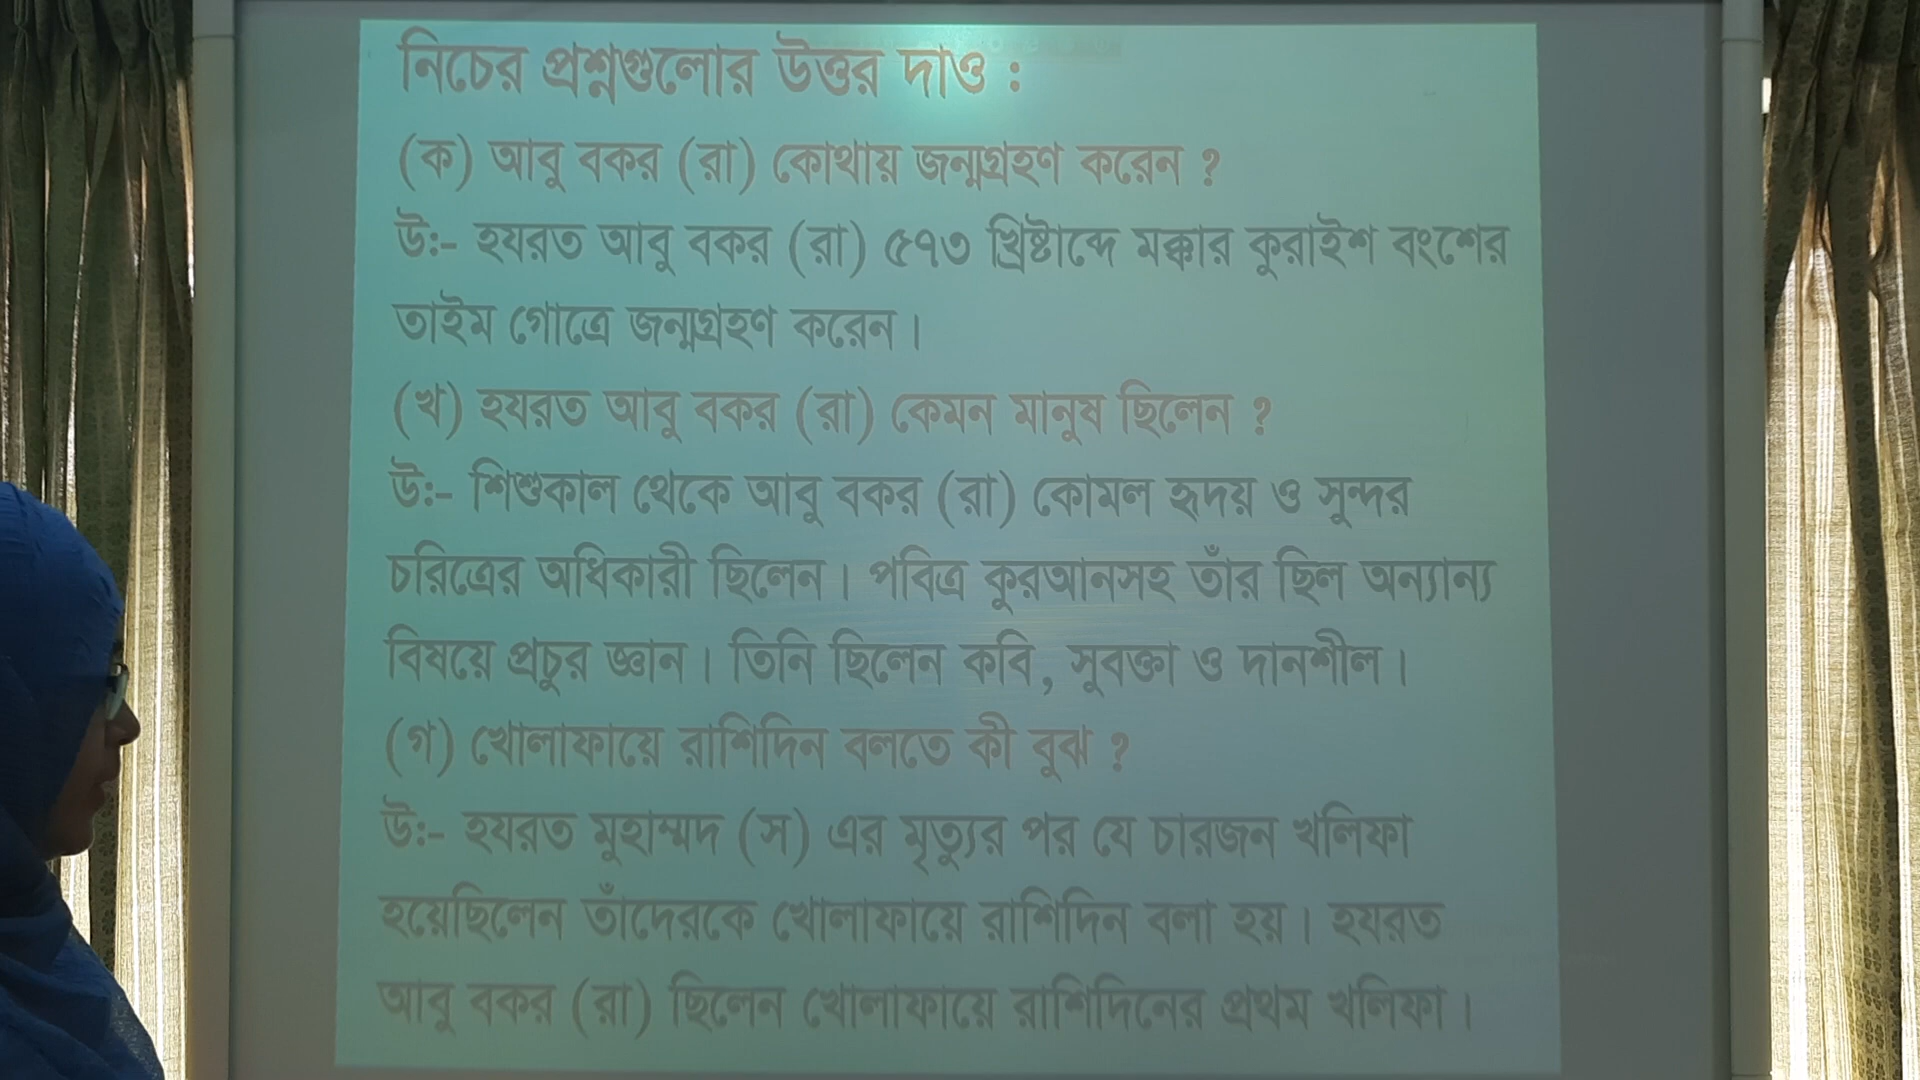 নিচের প্রশ্নগুলোর উত্তর দাও :
(ক) আবু বকর (রা) কোথায় জন্মগ্রহণ করেন ?
উ:- হযরত আবু বকর (রা) ৫৭৩ খ্রিষ্টাব্দে মক্কার কুরাইশ বংশের
তাইম গোত্রে জন্মগ্রহণ করেন।
(খ) হযরত আবু বকর (রা) কেমন মানুষ ছিলেন ?
উ:- শিশুকাল থেকে আবু বকর (রা) কোমল হৃদয় ও সুন্দর
চরিত্রের অধিকারী ছিলেন। পবিত্র কুরআনসহ তাঁর ছিল অন্যান্য
বিষয়ে প্রচুর জ্ঞান। তিনি ছিলেন কবি, সুবক্তা ও দানশীল।
(গ) খোলাফায়ে রাশিদিন বলতে কী বুঝ ?
উ:- হযরত মুহাম্মদ (স) এর মৃত্যুর পর যে চারজন খলিফা
হয়েছিলেন তাঁদেরকে খোলাফায়ে রাশিদিন বলা হয়। হযরত
আবু বকর (রা) ছিলেন খোলাফায়ে রাশিদিনের প্রথম খলিফা।